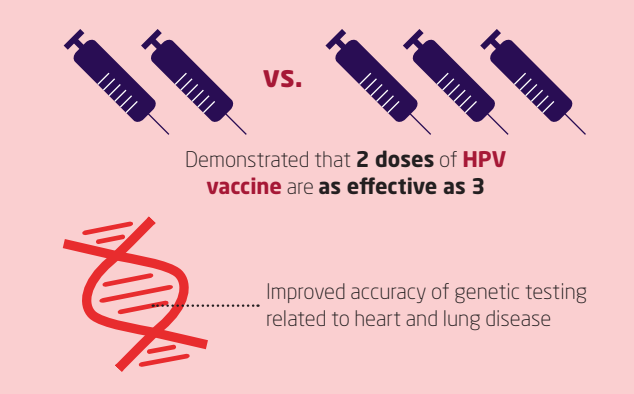 vs.
Demonstrated that 2 doses of HPV
vaccine are as effective as 3
Improved accuracy of genetic testing
related to heart and lung disease